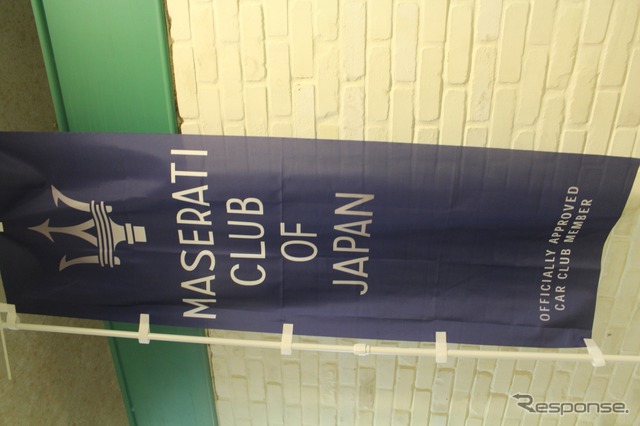 MASERATI
CLUB
OF
JAPAN
OFFICIALLY APPROVED
CAR CLUB MEMBER
Response.